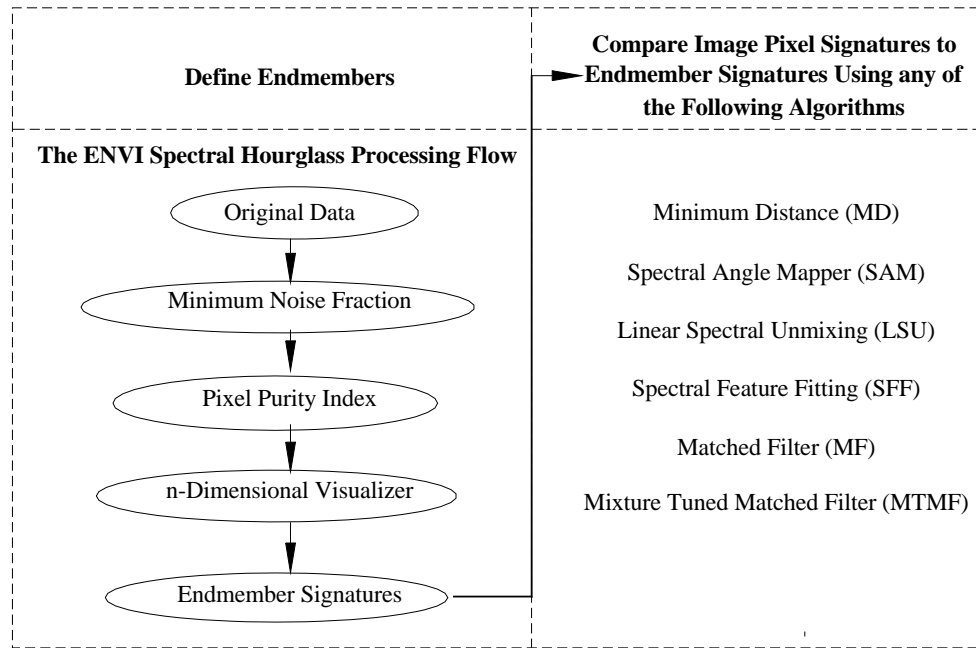 Define Endmembers
The ENVI Spectral Hourglass Processing Flow
Original Data
Minimum Noise Fraction
Pixel Purity Index
n-Dimensional Visualizer
Endmember Signatures
Compare Image Pixel Signatures to
Endmember Signatures Using any of
the Following Algorithms
Minimum Distance (MD)
Spectral Angle Mapper (SAM)
Linear Spectral Unmixing (LSU)
Spectral Feature Fitting (SFF)
Matched Filter (MF)
Mixture Tuned Matched Filter (MTMF)